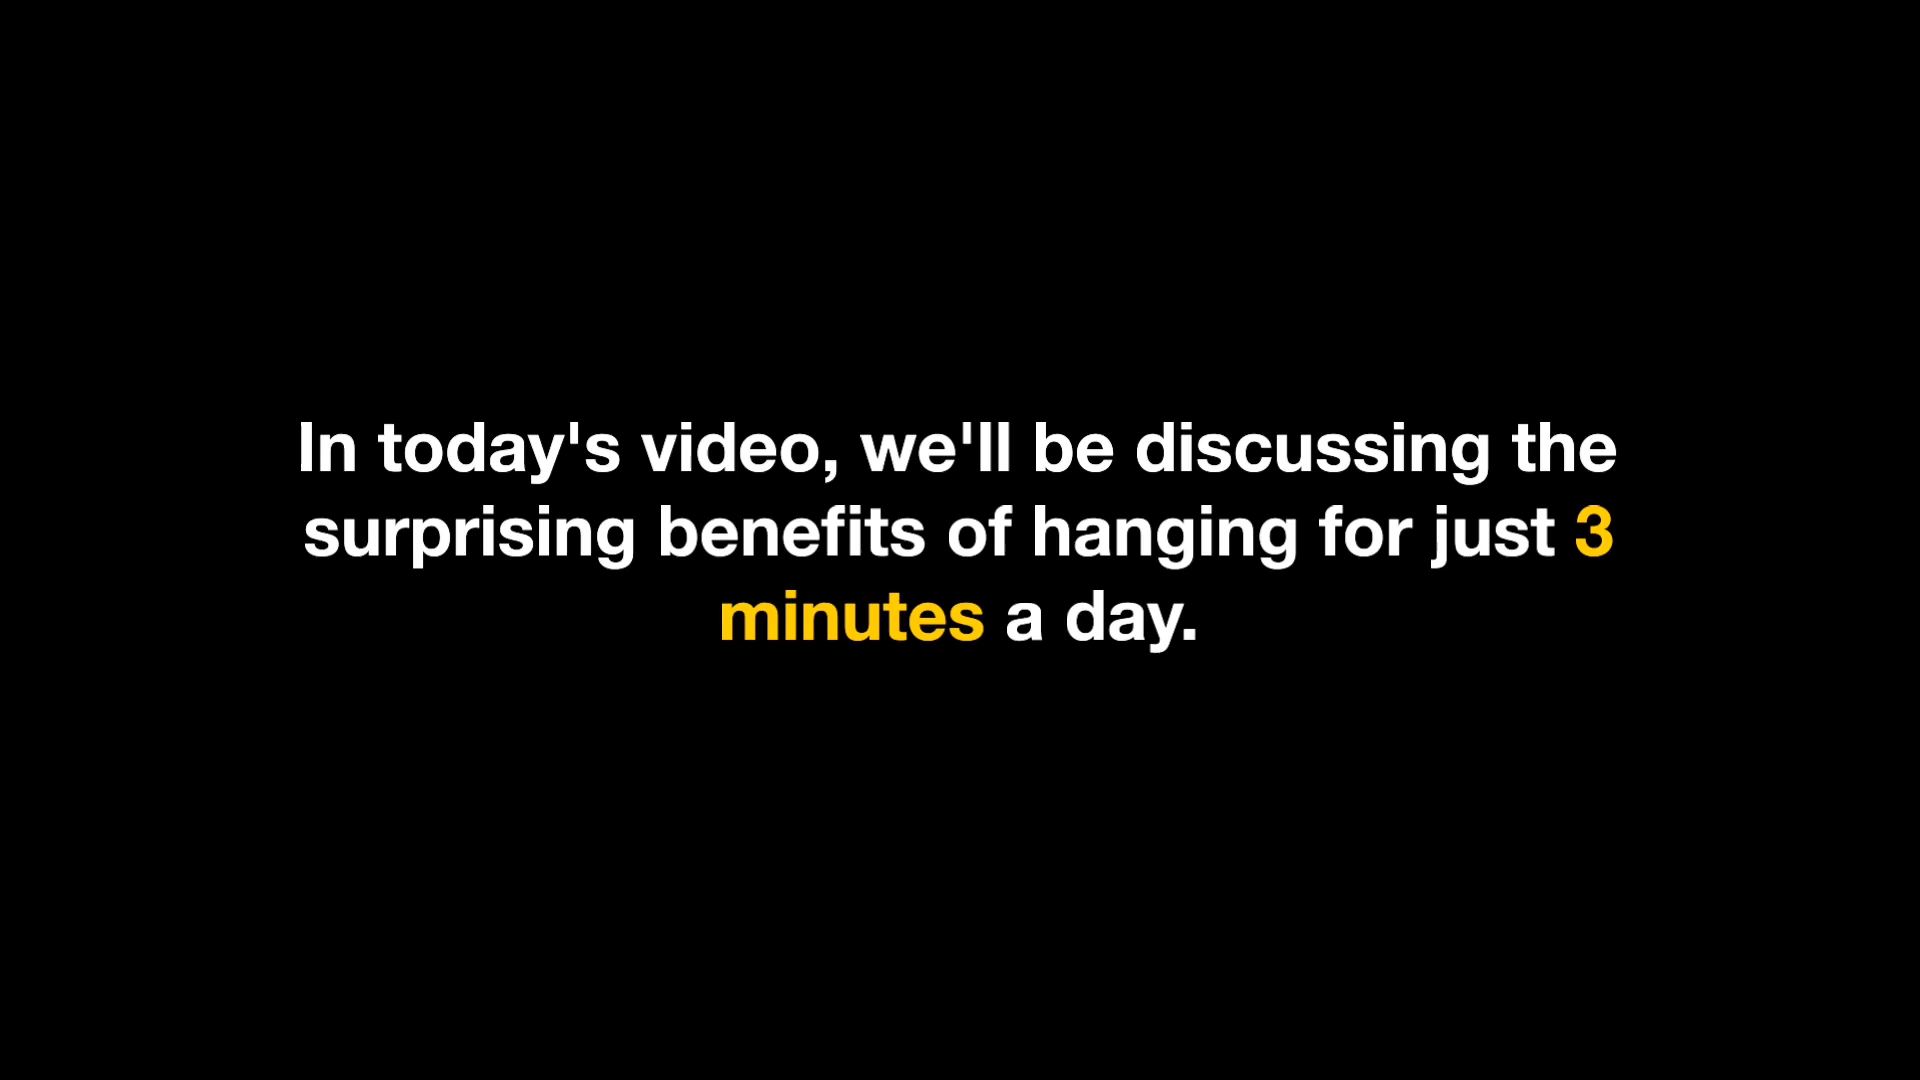 In today's video, we'll be discussing the
surprising benefits of hanging for just 3
minutes a day.